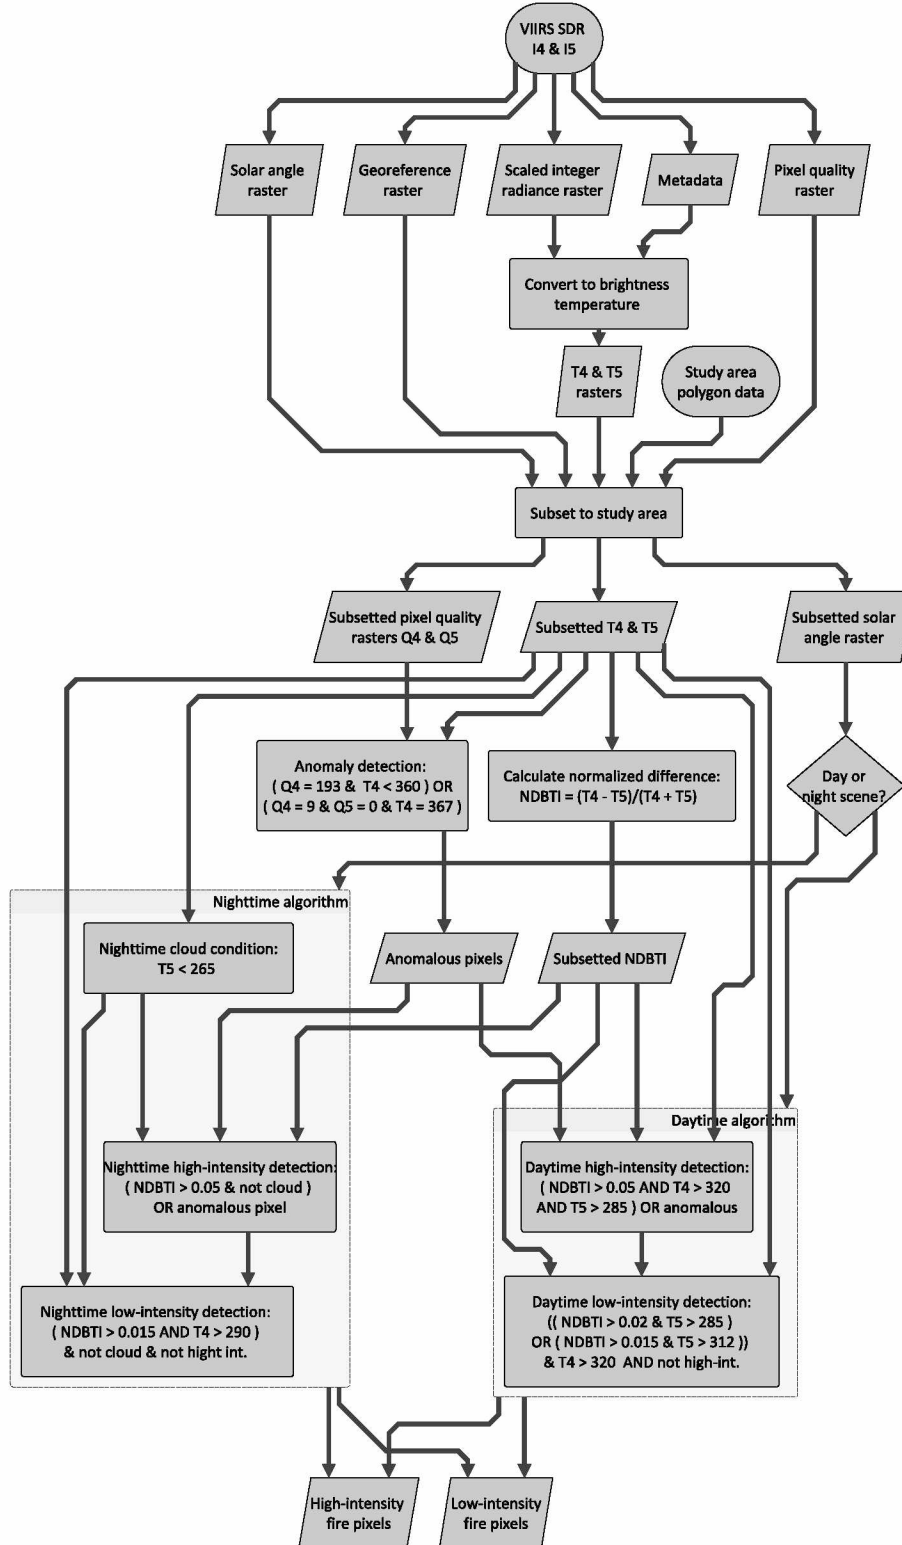 VIIRS SDR
I4 & I5
Solar angle
raster
Georeference
raster
Scaled integer
radiance raster
Metadata
Pixel quality
raster
Convert to brightness
temperature
T4 & T5
rasters
Study area
polygon data
Subset to study area
Subsetted pixel quality
rasters Q4 & Q5
Subsetted T4 & T5
Subsetted solar
angle raster
Anomaly detection:
( Q4 = 193 & T4 < 360 ) OR
( Q4 = 9 & Q5 = 0 & T4 = 367 )
Calculate normalized difference:
NDBTI = (T4 - T5)/(T4 + T5)
Day or
night scene?
Nighttime algorithm
Nighttime cloud condition:
T5 < 265
Anomalous pixels
Subsetted NDBTI
Daytime algorithm
Nighttime high-intensity detection:
( NDBTI > 0.05 & not cloud )
OR anomalous pixel
Daytime high-intensity detection:
( NDBTI > 0.05 AND T4 > 320
AND T5 > 285 ) OR anomalous
Nighttime low-intensity detection:
( NDBTI > 0.015 AND T4 > 290 )
& not cloud & not hight int.
Daytime low-intensity detection:
(( NDBTI > 0.02 & T5 > 285 )
OR ( NDBTI > 0.015 & T5 > 312 ))
& T4 > 320 AND not high-int.
High-intensity
fire pixels
Low-intensity
fire pixels